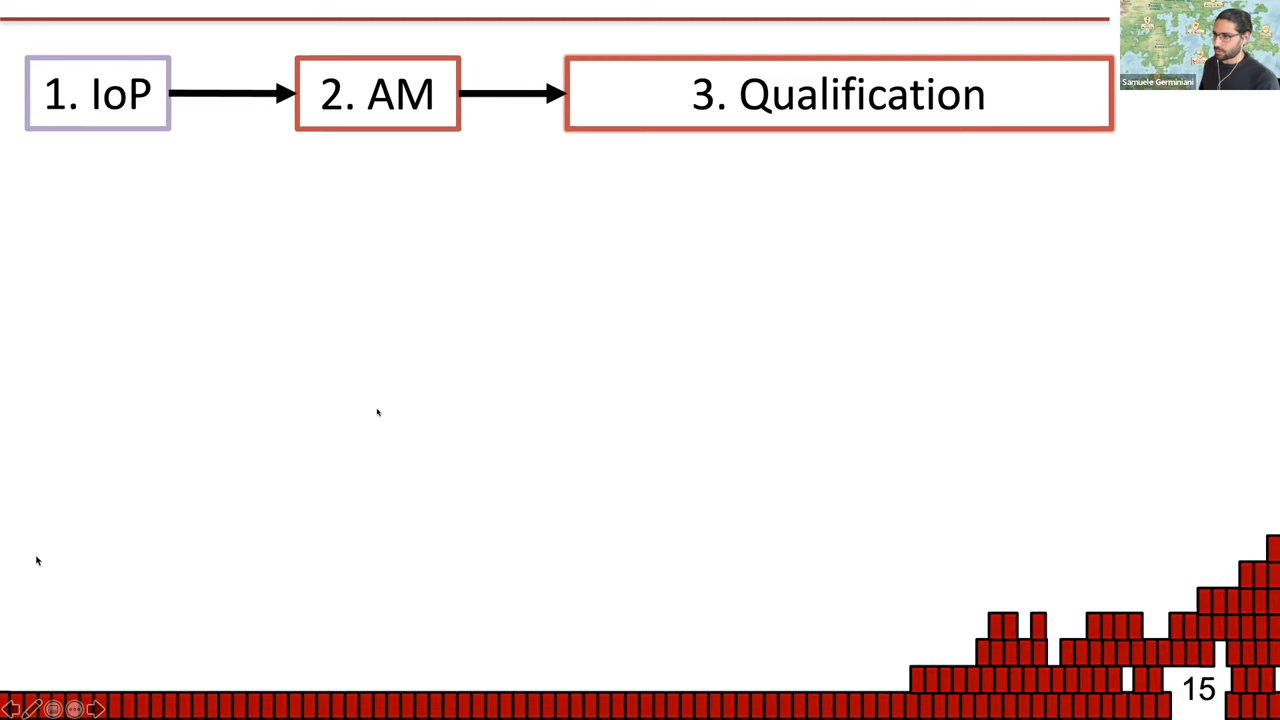 1. IoP
2. AM
3. Qualification
Samuele Germiniani
15